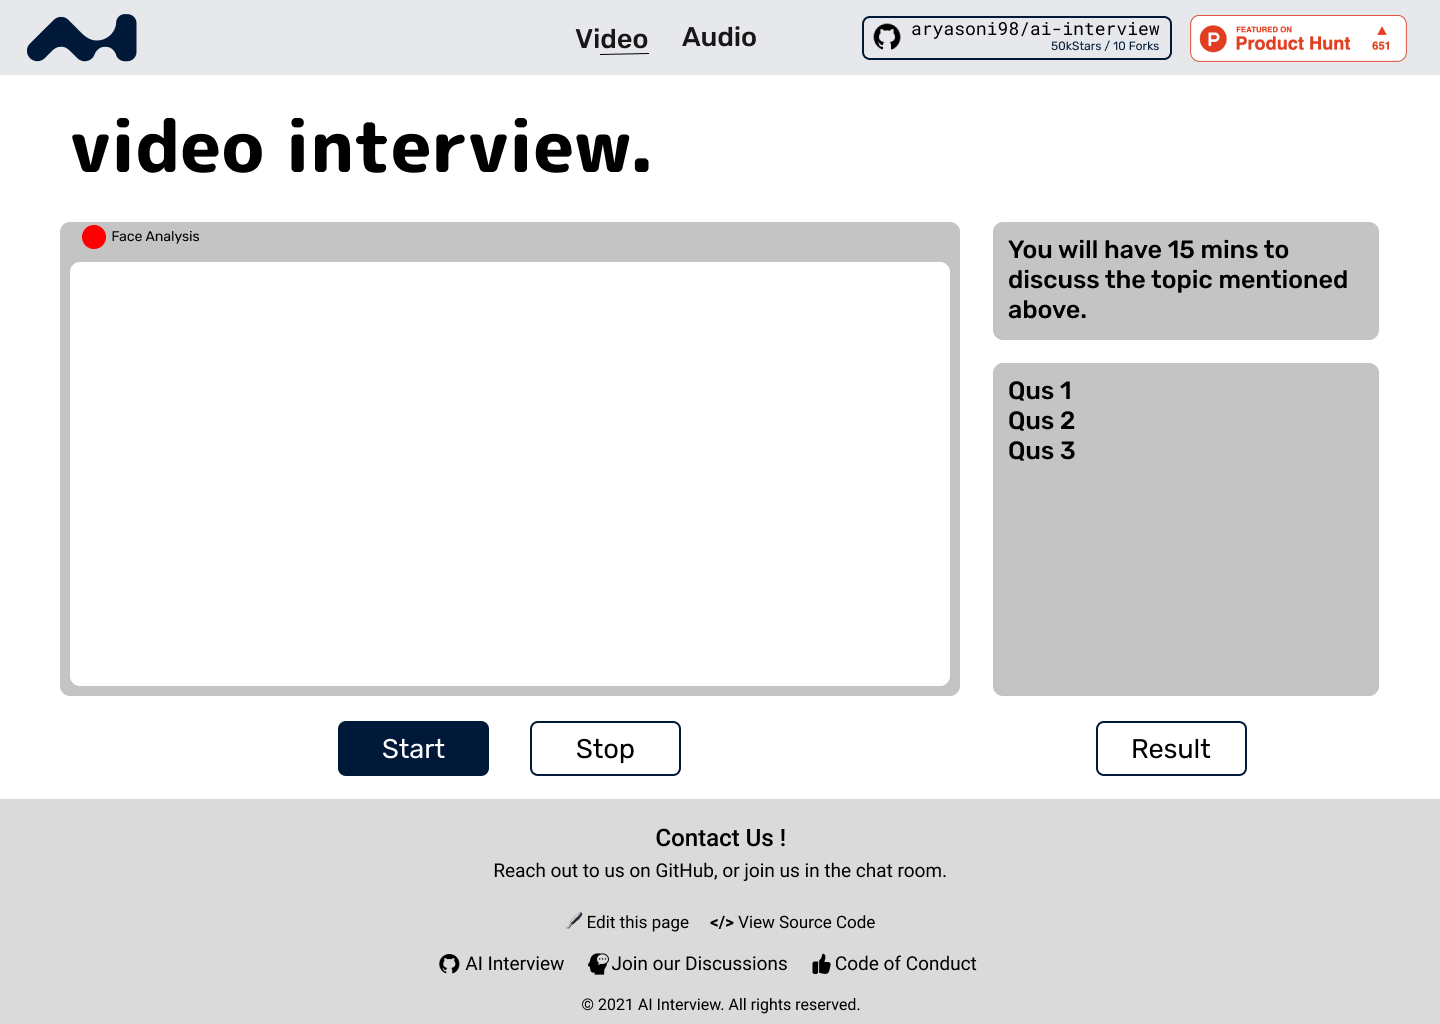 Video
Audio
aryasoni98/ai-interview
50kStars / 10 Forks
P
FEATURED ON
Product Hunt
651
video interview.
Face Analysis
You will have 15 mins to
discuss the topic mentioned
above.
Qus 1
Qus 2
Qus 3
Start
Stop
Result
Contact Us !
Reach out to us on GitHub, or join us in the chat room.
Edit this page
</> View Source Code
AI Interview
Join our Discussions
Code of Conduct
© 2021 AI Interview. All rights reserved.